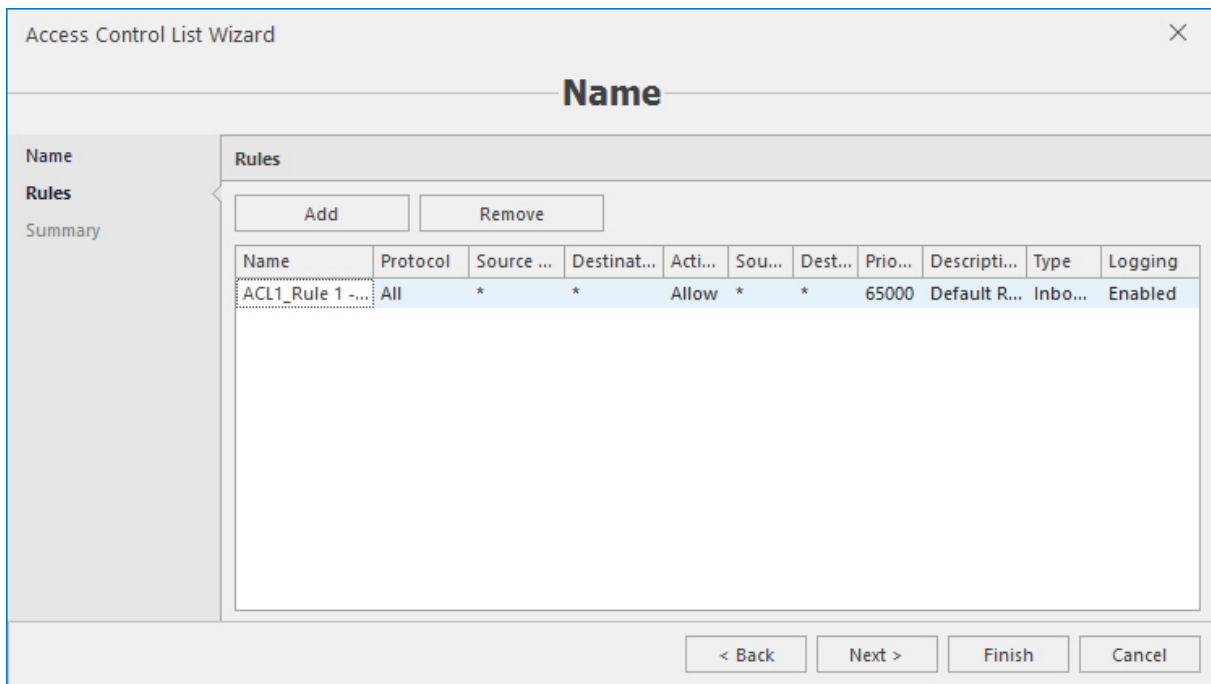 Access Control List Wizard
Name
Name
Rules
Summary
Rules
Add Remove
Name Protocol Source ... Destinat... Acti... Sou... Dest... Prio... Descripti... Type Logging
ACL1_Rule 1 -... All * * Allow * * 65000 Default R... Inbo... Enabled
< Back Next > Finish Cancel